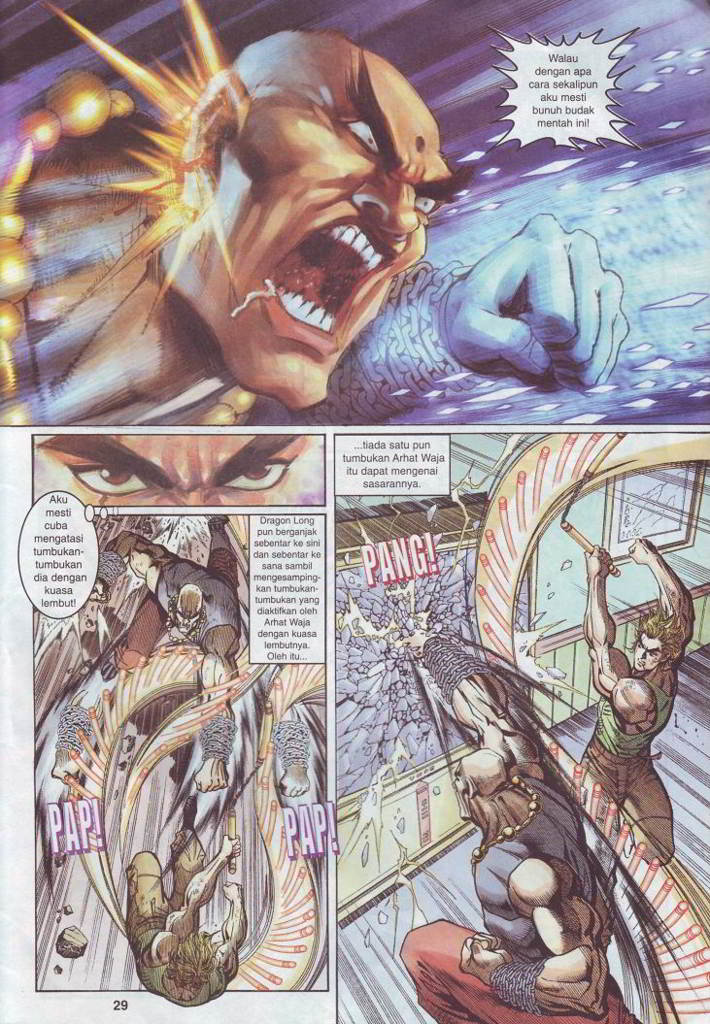 Walau
dengan apa
cara sekalipun
aku mesti
bunuh budak
mentah ini!
Aku
mesti
cuba
mengatasi
tumbukan-
tumbukan
dia dengan
kuasa
lembut!
Dragon Long
pun berganjak
sebentar ke sini
dan sebentar ke
sana sambil
mengesamping-
kan tumbukan-
tumbukan yang
diaktifkan oleh
Arhat Waja
dengan kuasa
lembutnya.
Oleh itu...
PAP!
PAP!
...tiada satu pun
tumbukan Arhat Waja
itu dapat mengenai
sasarannya.
PANG!
29